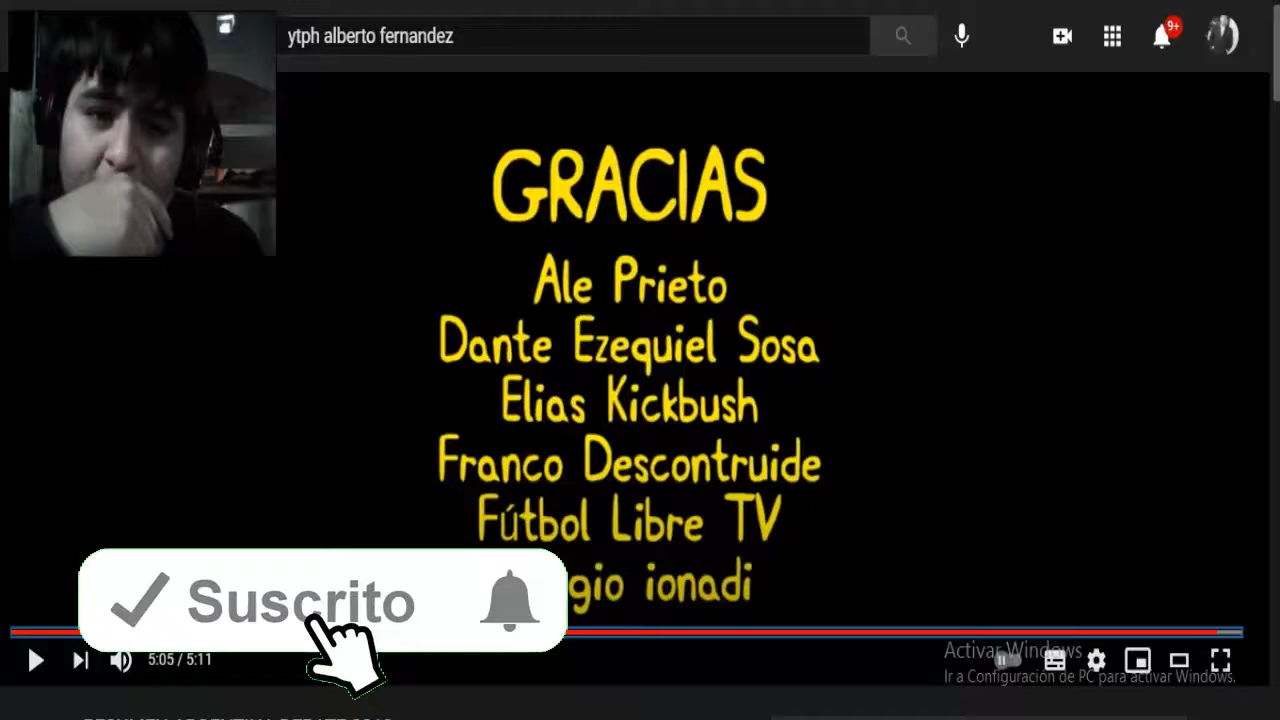 ytph alberto fernandez
9+
GRACIAS
Ale Prieto
Dante Ezequiel Sosa
Elias Kickbush
Franco Descontruide
Fútbol Libre TV
ionadi
Suscrito
5:05 / 5:11
Activar Windows
Ir a Configuración de PC para activar Windows.